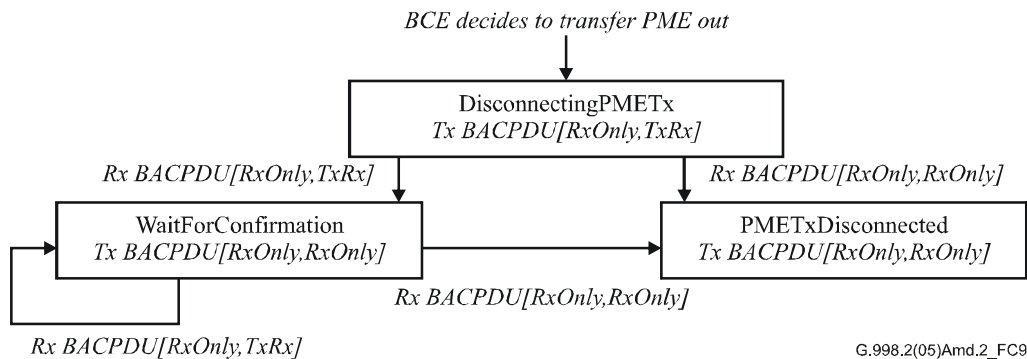 BCE decides to transfer PME out
DisconnectingPMETx
Tx BACPDU[RxOnly,TxRx]
Rx BACPDU[RxOnly,TxRx]
Rx BACPDU[RxOnly,RxOnly]
WaitForConfirmation
Tx BACPDU[RxOnly,RxOnly]
PMETxDisconnected
Tx BACPDU[RxOnly,RxOnly]
Rx BACPDU[RxOnly,RxOnly]
Rx BACPDU[RxOnly,TxRx]
G.998.2(05)Amd.2_FC9